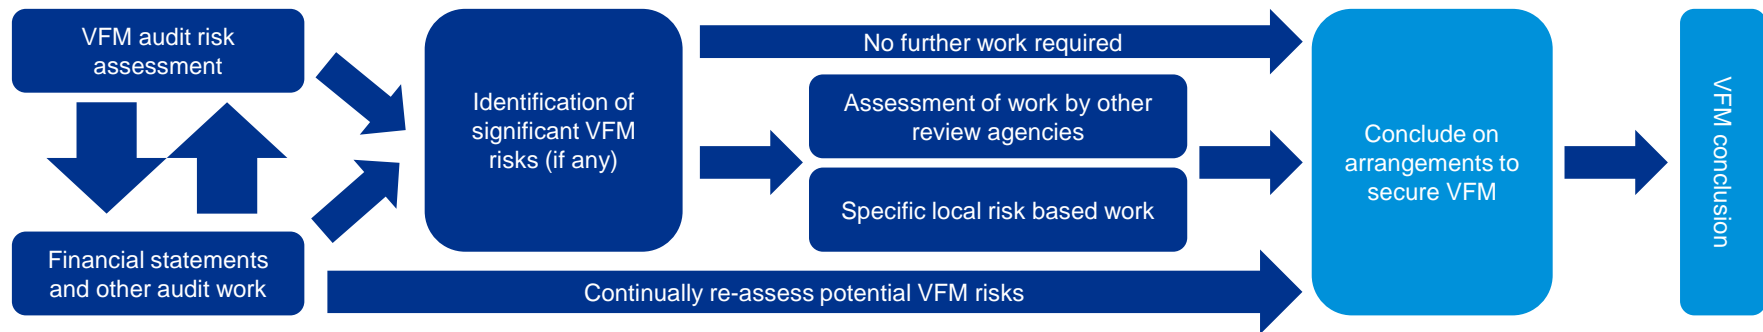 VFM audit risk
assessment
Financial statements
and other audit work
Identification of
significant VFM
risks (if any)
No further work required
Assessment of work by other
review agencies
Specific local risk based work
Continually re-assess potential VFM risks
Conclude on
arrangements to
secure VFM
VFM conclusion